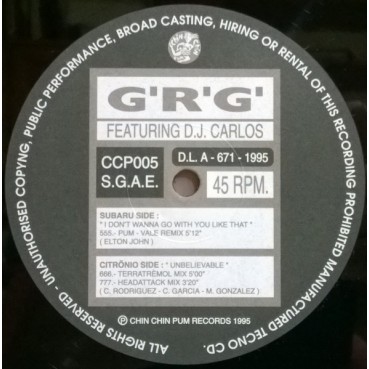 ALL RIGHTS RESERVED - UNAUTHORISED COPYNG, PUBLIC PERFORMANCE, BROAD CASTING, HIRING OR RENTAL OF THIS RECORDING PROHIBITED MANUFACTURED TECNO CD.
G'R'G'
FEATURING D.J. CARLOS
CCP005
S.G.A.E.
D.L. A - 671 - 1995
45 RPM.
SUBARU SIDE :
" I DON'T WANNA GO WITH YOU LIKE THAT "
555.- PUM - VALE REMIX 5'12"
( ELTON JOHN )
CITRÖNIO SIDE : " UNBELIEVABLE "
666.- TERRATRÉMOL MIX 5'00"
777.- HEADATTACK MIX 3'20"
( C. RODRIGUEZ - C. GARCIA - M. GONZALEZ )
℗ © CHIN CHIN PUM RECORDS 1995